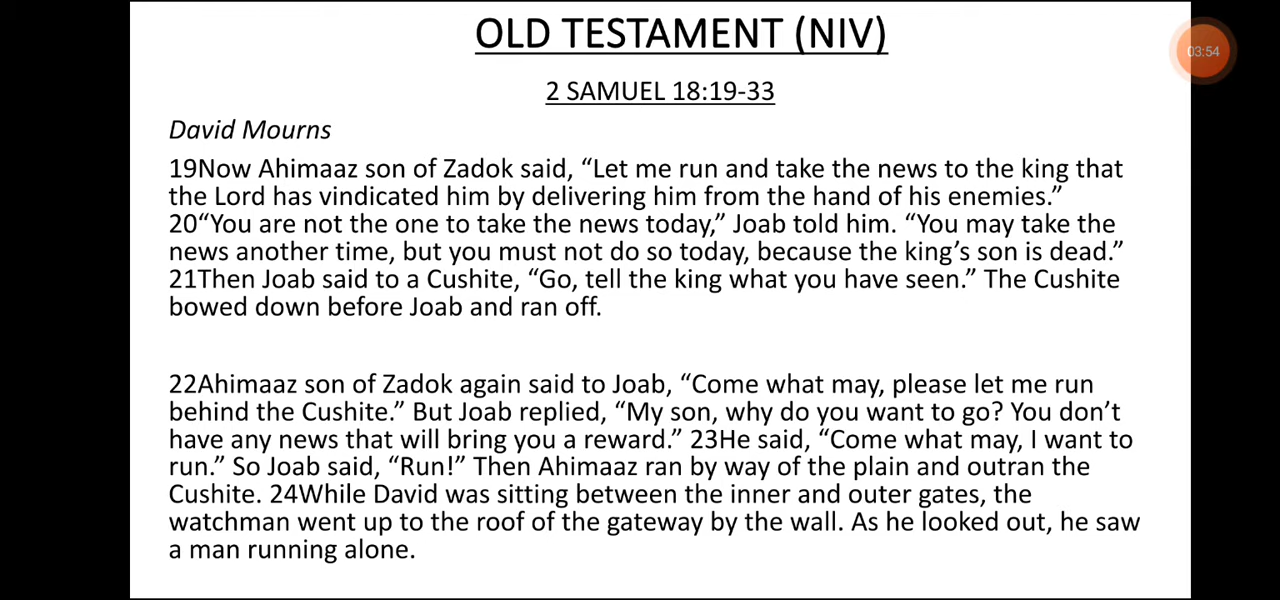 OLD TESTAMENT (NIV)
03:54
2 SAMUEL 18:19-33
David Mourns
19Now Ahimaaz son of Zadok said, “Let me run and take the news to the king that
the Lord has vindicated him by delivering him from the hand of his enemies.”
20“You are not the one to take the news today,” Joab told him. “You may take the
news another time, but you must not do so today, because the king’s son is dead.”
21Then Joab said to a Cushite, “Go, tell the king what you have seen.” The Cushite
bowed down before Joab and ran off.
22Ahimaaz son of Zadok again said to Joab, “Come what may, please let me run
behind the Cushite.” But Joab replied, “My son, why do you want to go? You don’t
have any news that will bring you a reward.” 23He said, “Come what may, I want to
run.” So Joab said, “Run!” Then Ahimaaz ran by way of the plain and outran the
Cushite. 24While David was sitting between the inner and outer gates, the
watchman went up to the roof of the gateway by the wall. As he looked out, he saw
a man running alone.